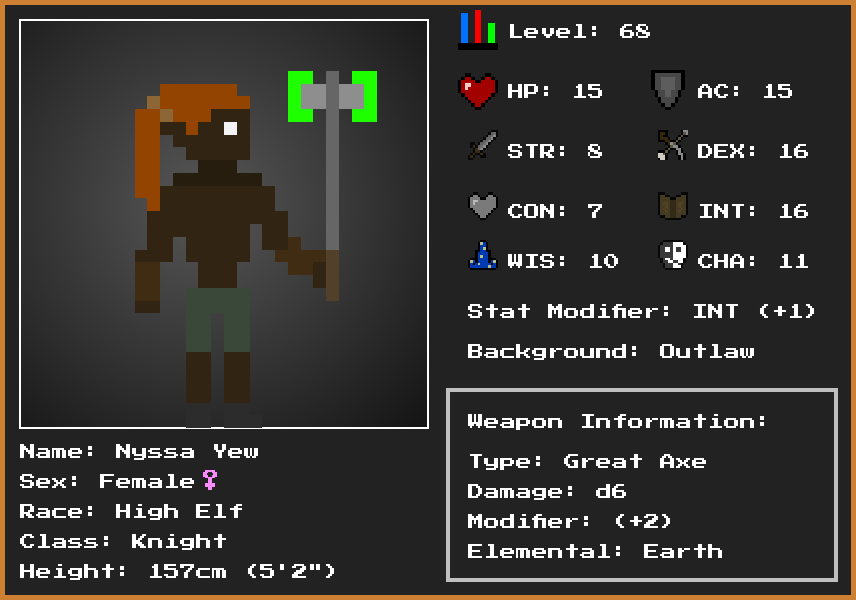 Level: 68
HP: 15
AC: 15
STR: 8
DEX: 16
CON: 7
INT: 16
WIS: 10
CHA: 11
Stat Modifier: INT (+1)
Background: Outlaw
Weapon Information:
Type: Great Axe
Damage: d6
Modifier: (+2)
Elemental: Earth
Name: Nyssa Yew
Sex: Female♀
Race: High Elf
Class: Knight
Height: 157cm (5'2")